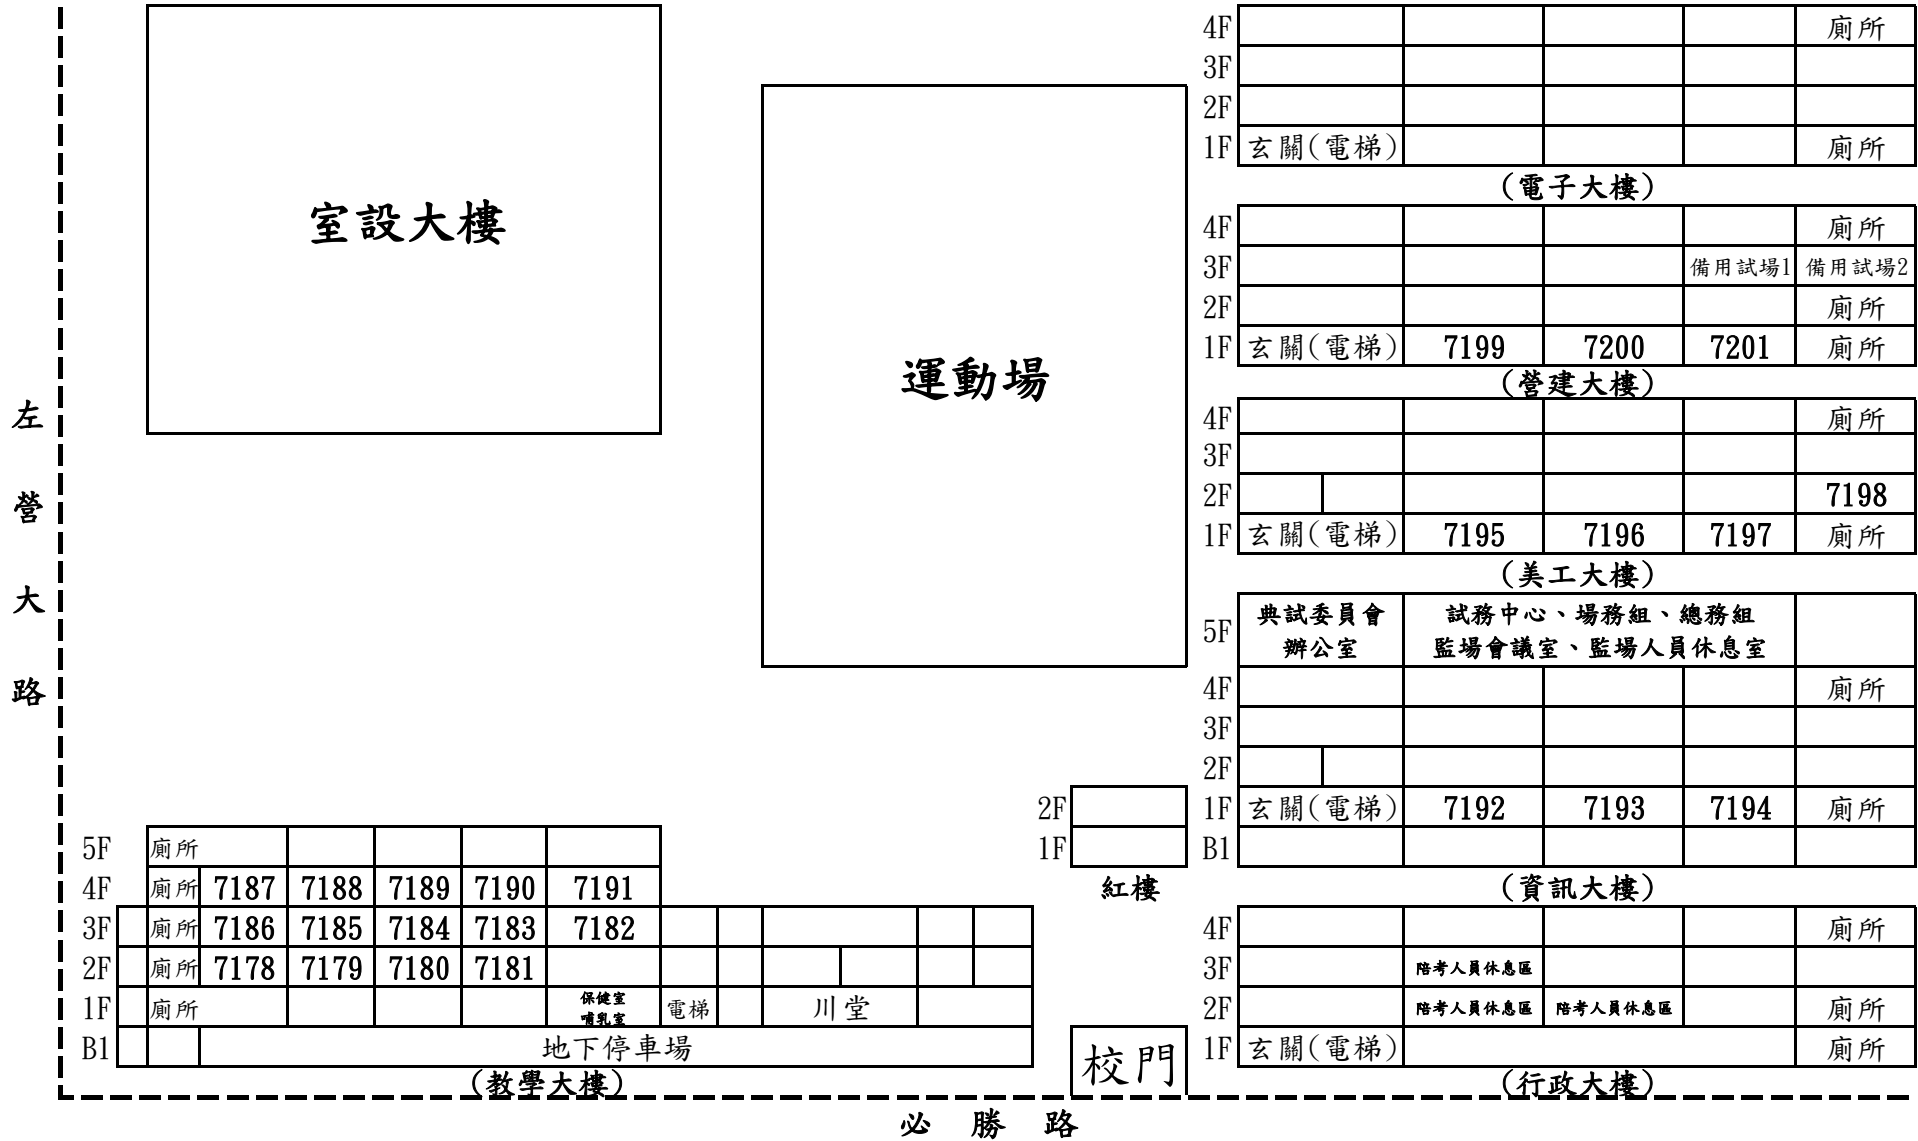 左營大路
室設大樓
運動場
4F 廁所
3F
2F
1F 玄關(電梯) 廁所
(電子大樓)
4F 廁所
3F 備用試場1 備用試場2
2F 廁所
1F 玄關(電梯) 7199 7200 7201 廁所
(營建大樓)
4F 廁所
3F
2F 7198
1F 玄關(電梯) 7195 7196 7197 廁所
(美工大樓)
5F 典試委員會 試務中心、場務組、總務組
辦公室 監場會議室、監場人員休息室
4F 廁所
3F
2F
1F 玄關(電梯) 7192 7193 7194 廁所
B1
(資訊大樓)
2F
1F
紅樓
5F 廁所
4F 廁所 7187 7188 7189 7190 7191
3F 廁所 7186 7185 7184 7183 7182
2F 廁所 7178 7179 7180 7181
1F 廁所 保健室 電梯 川堂
哺乳室
B1 地下停車場
(教學大樓)
4F 廁所
3F 陪考人員休息區
2F 陪考人員休息區 陪考人員休息區 廁所
1F 玄關(電梯) 廁所
(行政大樓)
校門
必勝路